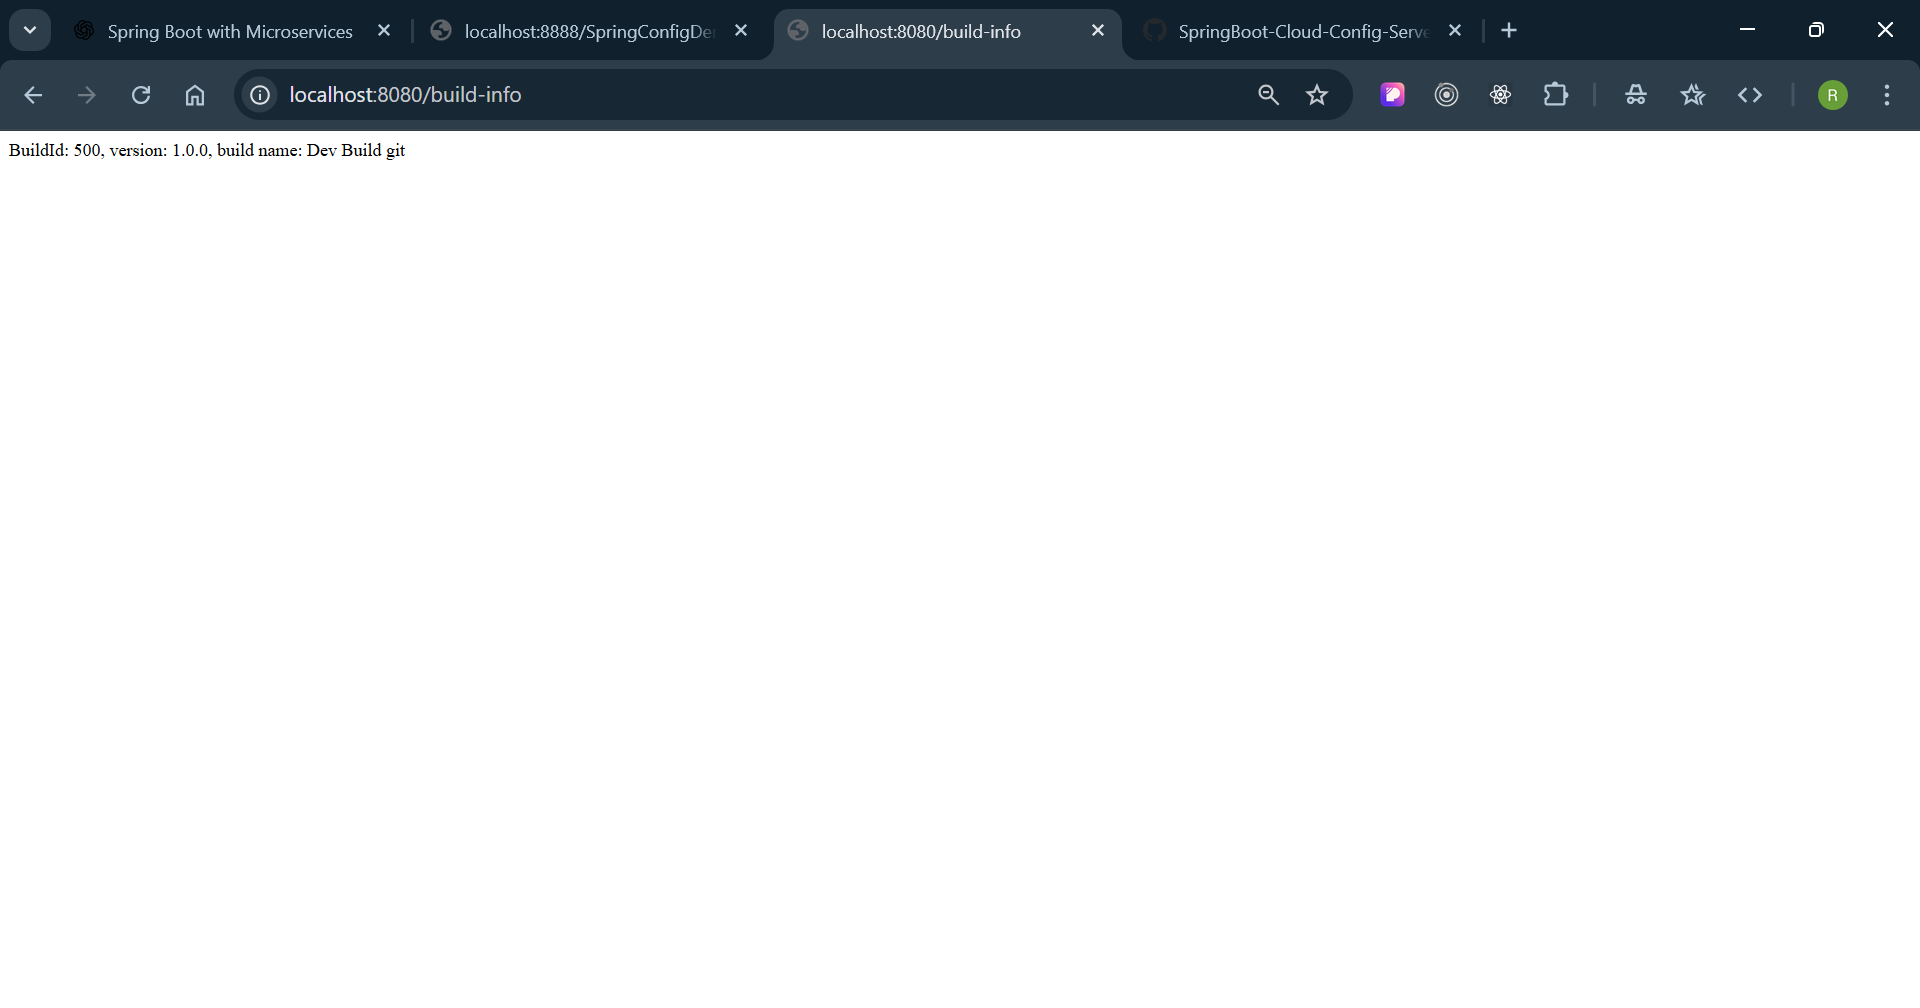 Spring Boot with Microservices
localhost:8888/SpringConfigDe
localhost:8080/build-info
SpringBoot-Cloud-Config-Serve
localhost:8080/build-info
R
BuildId: 500, version: 1.0.0, build name: Dev Build git